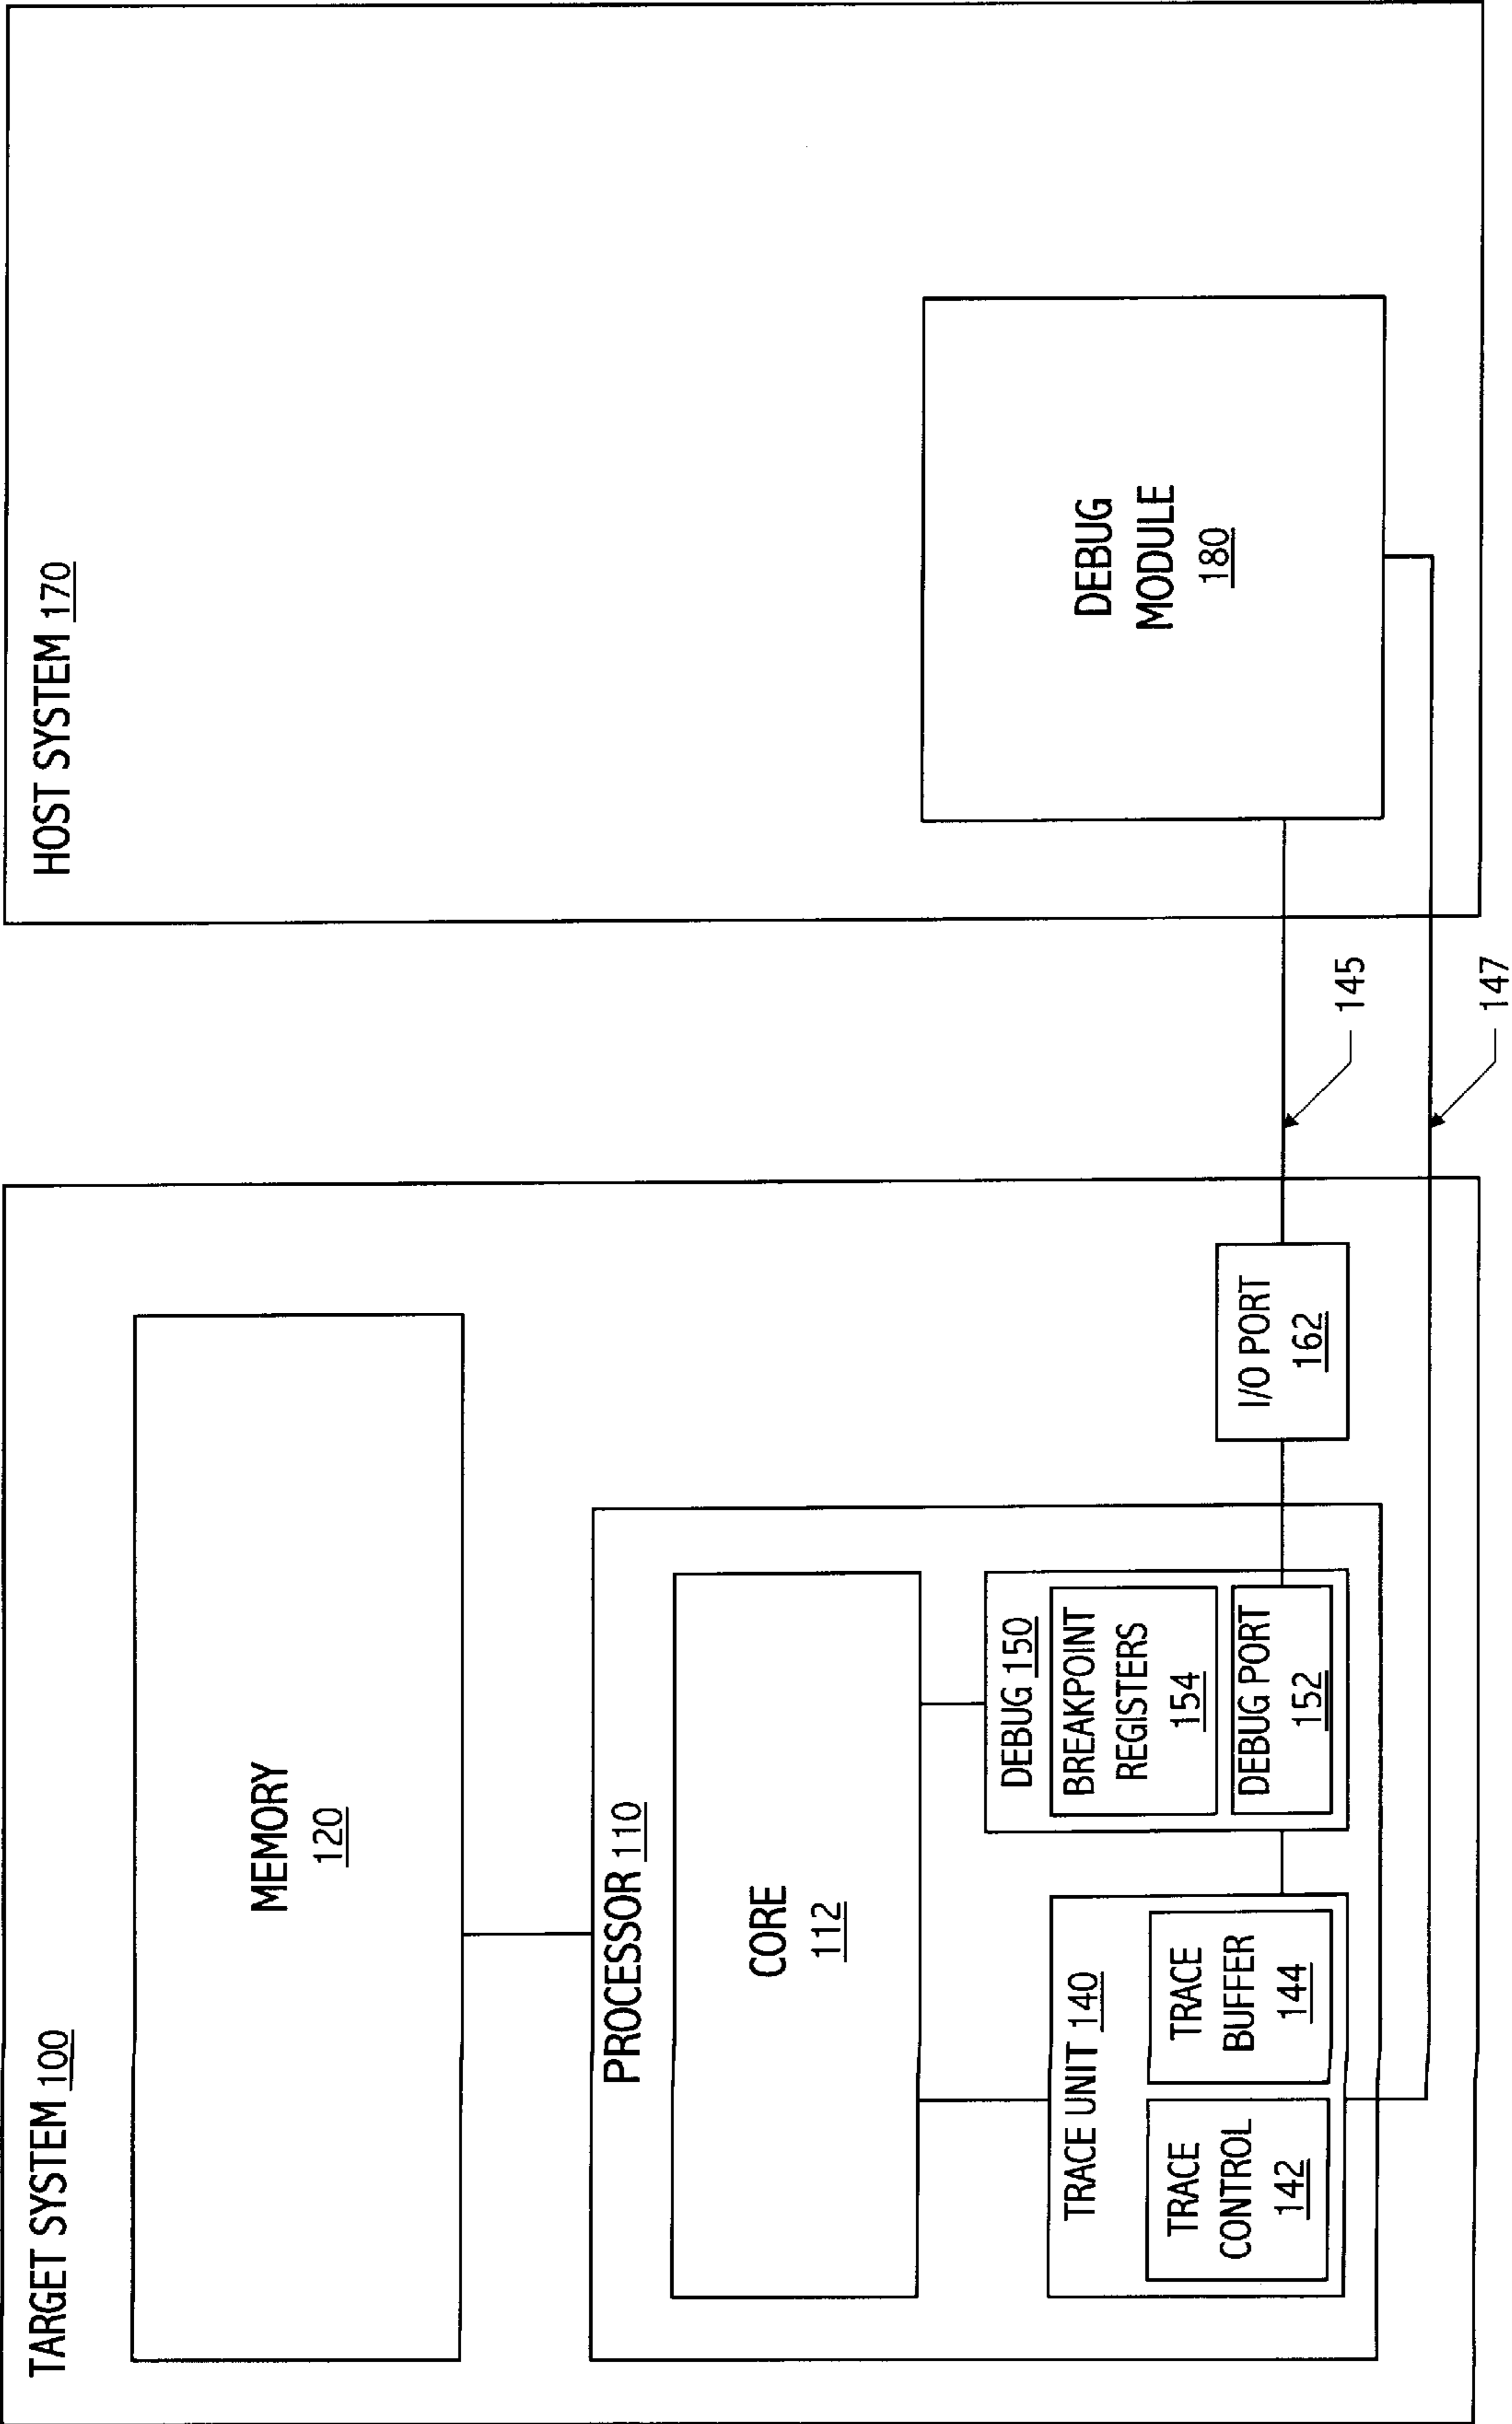 TARGET SYSTEM 100
MEMORY
120
PROCESSOR 110
CORE
112
TRACE UNIT 140
TRACE
CONTROL
142
TRACE
BUFFER
144
DEBUG 150
BREAKPOINT
REGISTERS
154
DEBUG PORT
152
I/O PORT
162
145
147
HOST SYSTEM 170
DEBUG
MODULE
180